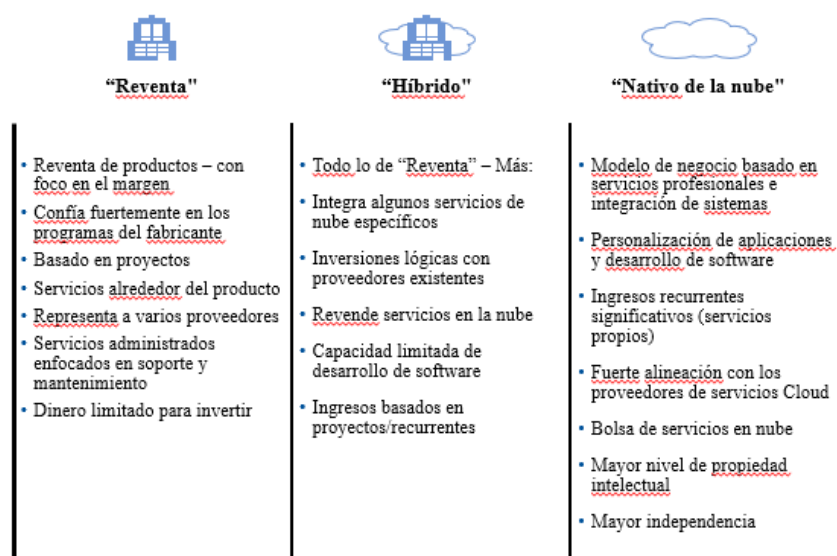 “Reventa"
• Reventa de productos – con
foco en el margen
• Confía fuertemente en los
programas del fabricante
• Basado en proyectos
• Servicios alrededor del producto
• Representa a varios proveedores
• Servicios administrados
enfocados en soporte y
mantenimiento
• Dinero limitado para invertir
“Híbrido"
• Todo lo de “Reventa” – Más:
• Integra algunos servicios de
nube específicos
• Inversiones lógicas con
proveedores existentes
• Revende servicios en la nube
• Capacidad limitada de
desarrollo de software
• Ingresos basados en
proyectos/recurrentes
“Nativo de la nube"
• Modelo de negocio basado en
servicios profesionales e
integración de sistemas
• Personalización de aplicaciones
y desarrollo de software
• Ingresos recurrentes
significativos (servicios
propios)
• Fuerte alineación con los
proveedores de servicios Cloud
• Bolsa de servicios en nube
• Mayor nivel de propiedad
intelectual
• Mayor independencia